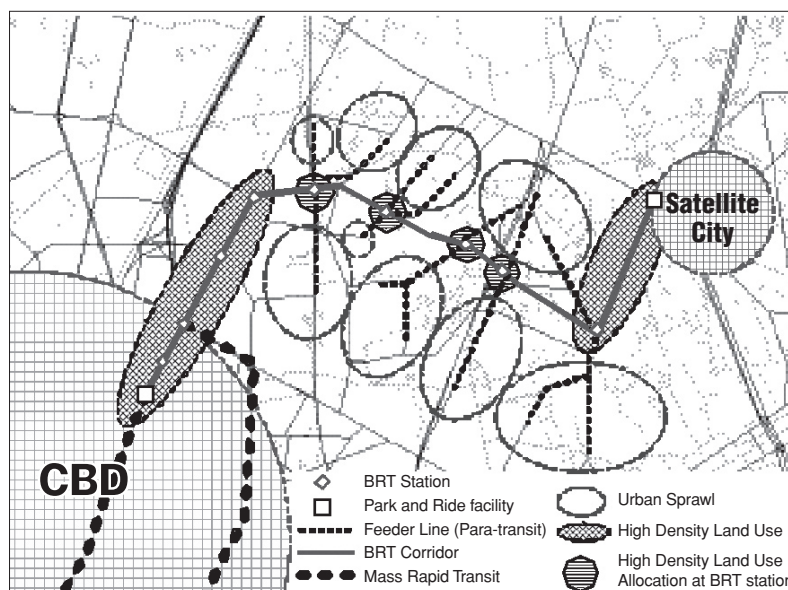 Satellite
City
CBD
BRT Station
Park and Ride facility
Feeder Line (Para-transit)
BRT Corridor
Mass Rapid Transit
Urban Sprawl
High Density Land Use
High Density Land Use
Allocation at BRT station